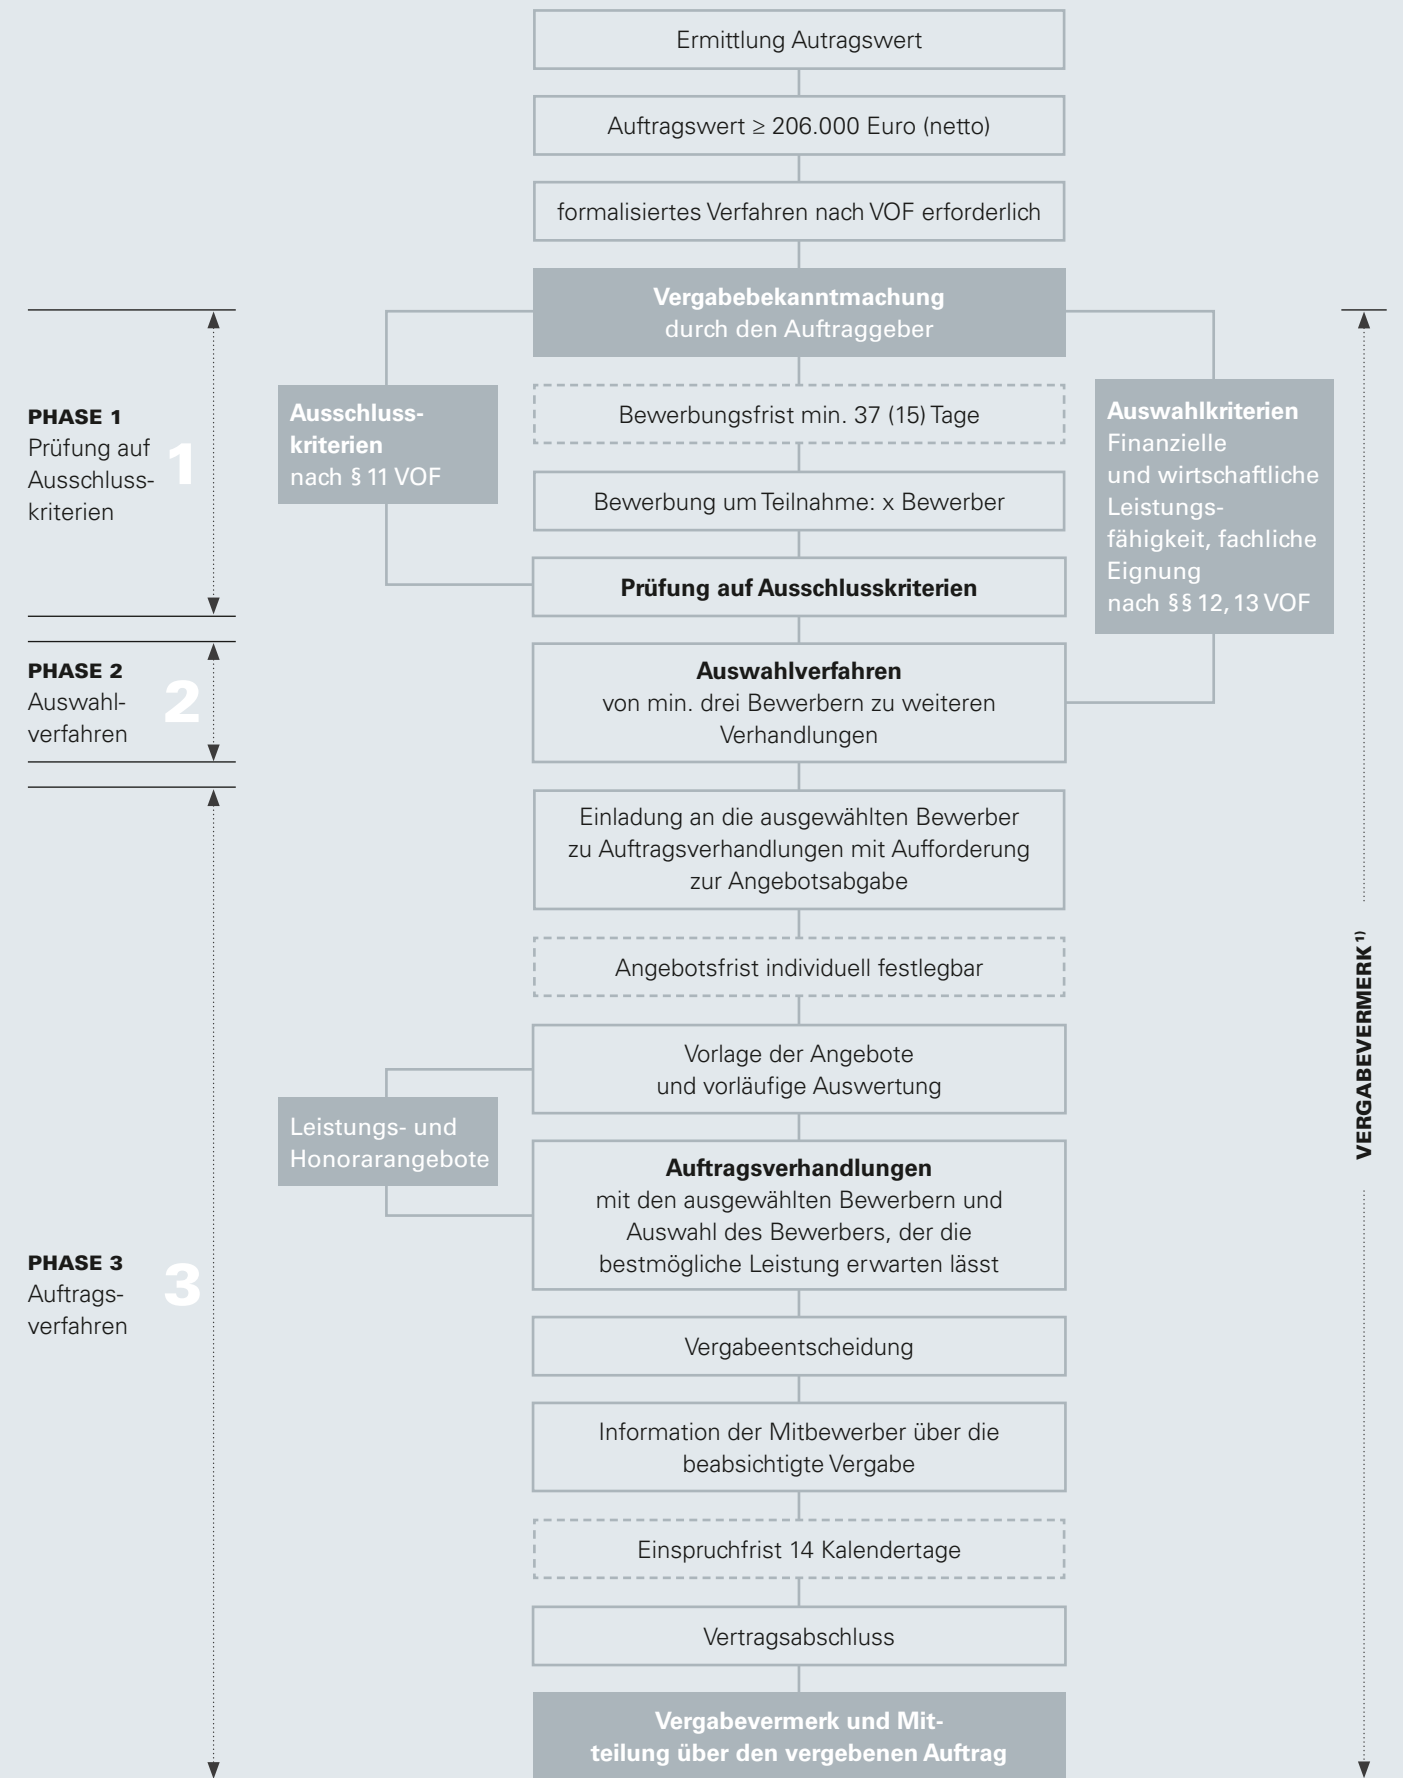 Ermittlung Autragswert
Auftragswert ≥ 206.000 Euro (netto)
formalisiertes Verfahren nach VOF erforderlich
Vergabebekanntmachung
durch den Auftraggeber
PHASE 1
Prüfung auf
Ausschluss-
kriterien
1
Ausschluss-
kriterien
nach § 11 VOF
Bewerbungsfrist min. 37 (15) Tage
Bewerbung um Teilnahme: x Bewerber
Prüfung auf Ausschlusskriterien
Auswahlkriterien
Finanzielle
und wirtschaftliche
Leistungs-
fähigkeit, fachliche
Eignung
nach §§ 12, 13 VOF
PHASE 2
Auswahl-
verfahren
2
Auswahlverfahren
von min. drei Bewerbern zu weiteren
Verhandlungen
Einladung an die ausgewählten Bewerber
zu Auftragsverhandlungen mit Aufforderung
zur Angebotsabgabe
Angebotsfrist individuell festlegbar
Vorlage der Angebote
und vorläufige Auswertung
Leistungs- und
Honorarangebote
Auftragsverhandlungen
mit den ausgewählten Bewerbern und
Auswahl des Bewerbers, der die
bestmögliche Leistung erwarten lässt
PHASE 3
Auftrags-
verfahren
3
Vergabeentscheidung
Information der Mitbewerber über die
beabsichtigte Vergabe
Einspruchfrist 14 Kalendertage
Vertragsabschluss
Vergabevermerk und Mit-
teilung über den vergebenen Auftrag
VERGABEVERMERK 1)